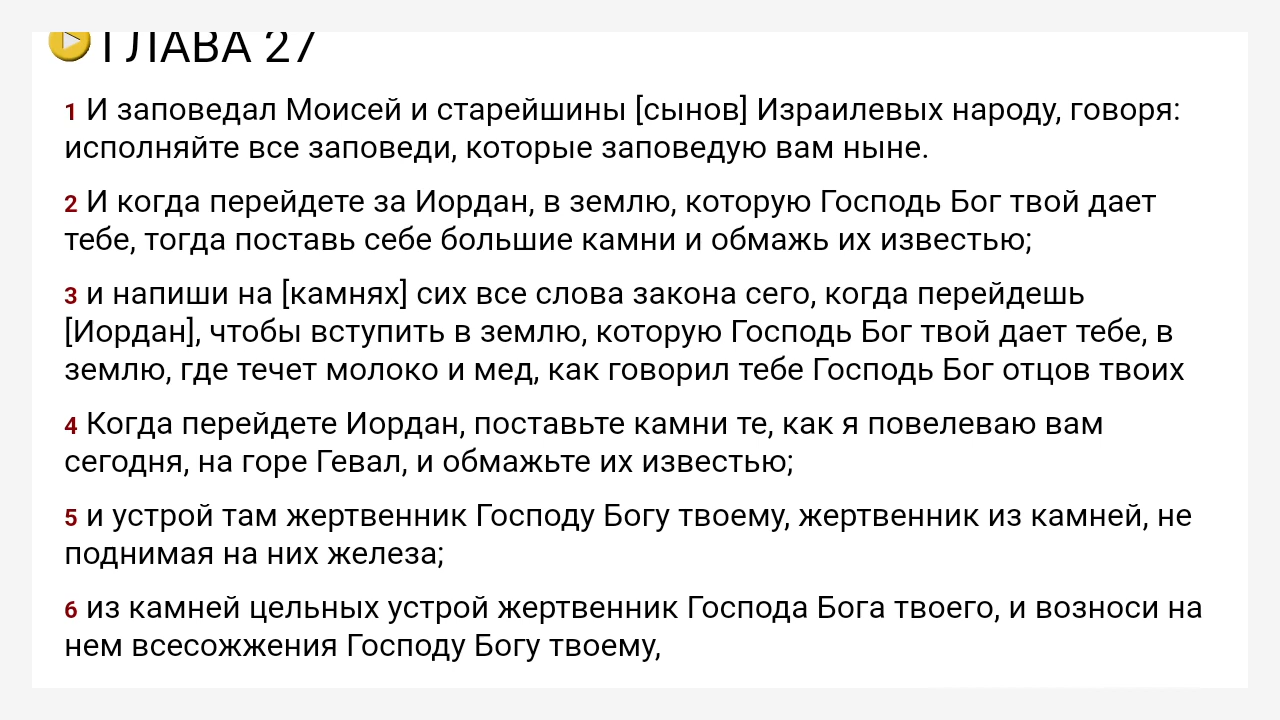 ГЛАВА 27
1 И заповедал Моисей и старейшины [сынов] Израилевых народу, говоря:
исполняйте все заповеди, которые заповедую вам ныне.
2 И когда перейдете за Иордан, в землю, которую Господь Бог твой дает
тебе, тогда поставь себе большие камни и обмажь их известью;
3 и напиши на [камнях] сих все слова закона сего, когда перейдешь
[Иордан], чтобы вступить в землю, которую Господь Бог твой дает тебе, в
землю, где течет молоко и мед, как говорил тебе Господь Бог отцов твоих
4 Когда перейдете Иордан, поставьте камни те, как я повелеваю вам
сегодня, на горе Гевал, и обмажьте их известью;
5 и устрой там жертвенник Господу Богу твоему, жертвенник из камней, не
поднимая на них железа;
6 из камней цельных устрой жертвенник Господа Бога твоего, и возноси на
нем всесожжения Господу Богу твоему,